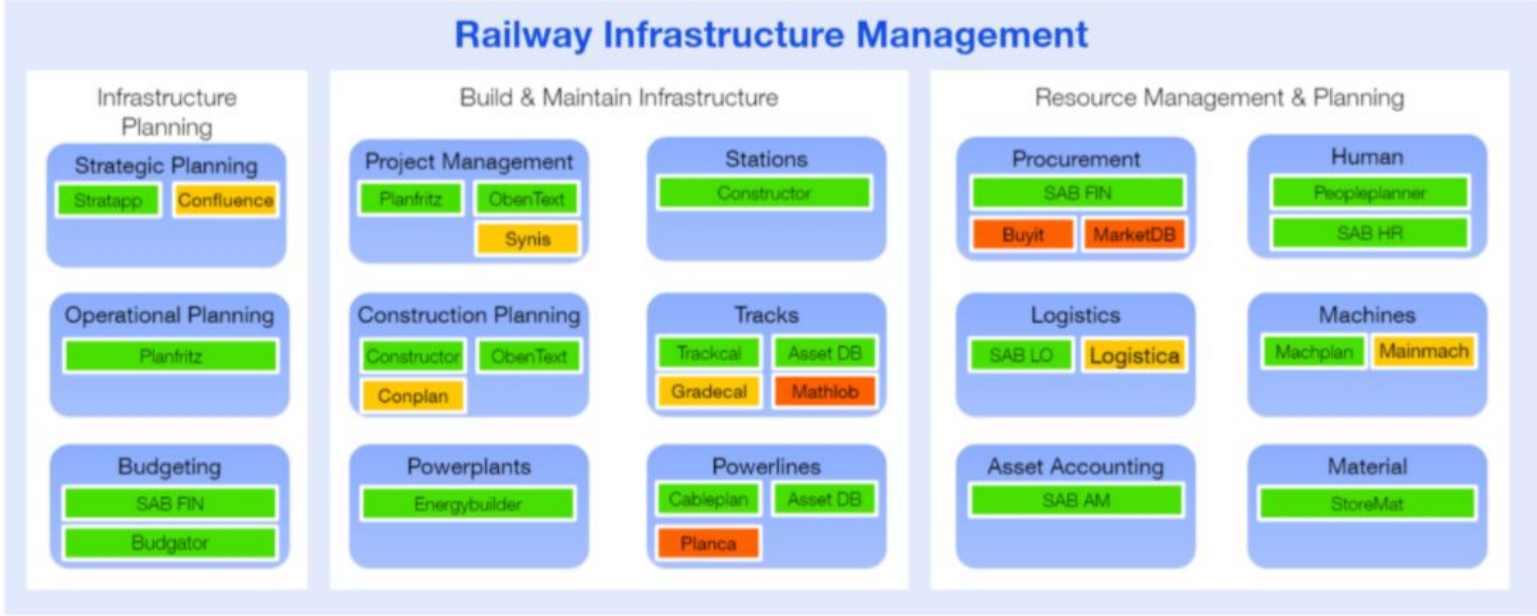 Railway Infrastructure Management
Infrastructure
Planning
Strategic Planning
Stratapp
Confluence
Operational Planning
Planfritz
Budgeting
SAB FIN
Budgator
Build & Maintain Infrastructure
Project Management
Planfritz
ObenText
Synis
Stations
Constructor
Construction Planning
Constructor
ObenText
Conplan
Tracks
Trackcal
Asset DB
Gradecal
Mathlob
Powerplants
Energybuilder
Powerlines
Cableplan
Asset DB
Planca
Resource Management & Planning
Procurement
SAB FIN
Buyit
MarketDB
Human
Peopleplanner
SAB HR
Logistics
SAB LO
Logistica
Machines
Machplan
Mainmach
Asset Accounting
SAB AM
Material
StoreMat